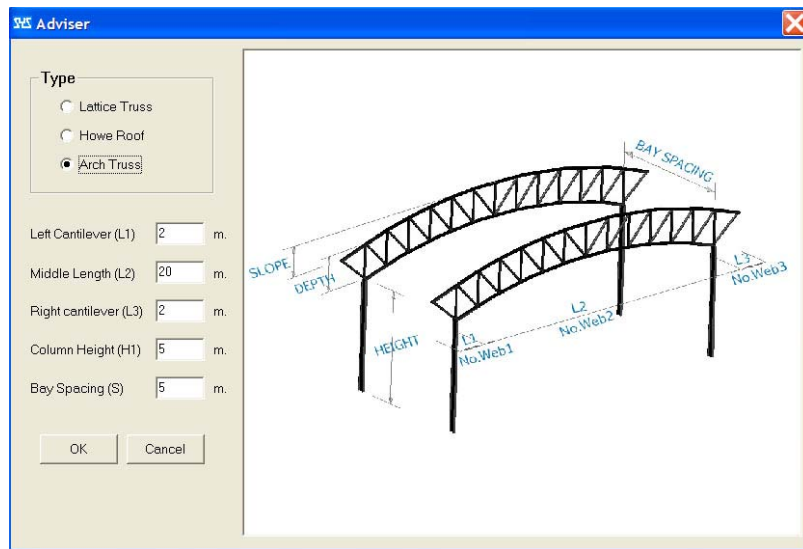 SYS Adviser
Type
Lattice Truss
Howe Roof
Arch Truss
Left Cantilever (L1) 2 m.
Middle Length (L2) 20 m.
Right cantilever (L3) 2 m.
Column Height (H1) 5 m.
Bay Spacing (S) 5 m.
OK Cancel
BAY SPACING
SLOPE
DEPTH
HEIGHT
L1
No.Web1
L2
No.Web2
L3
No.Web3